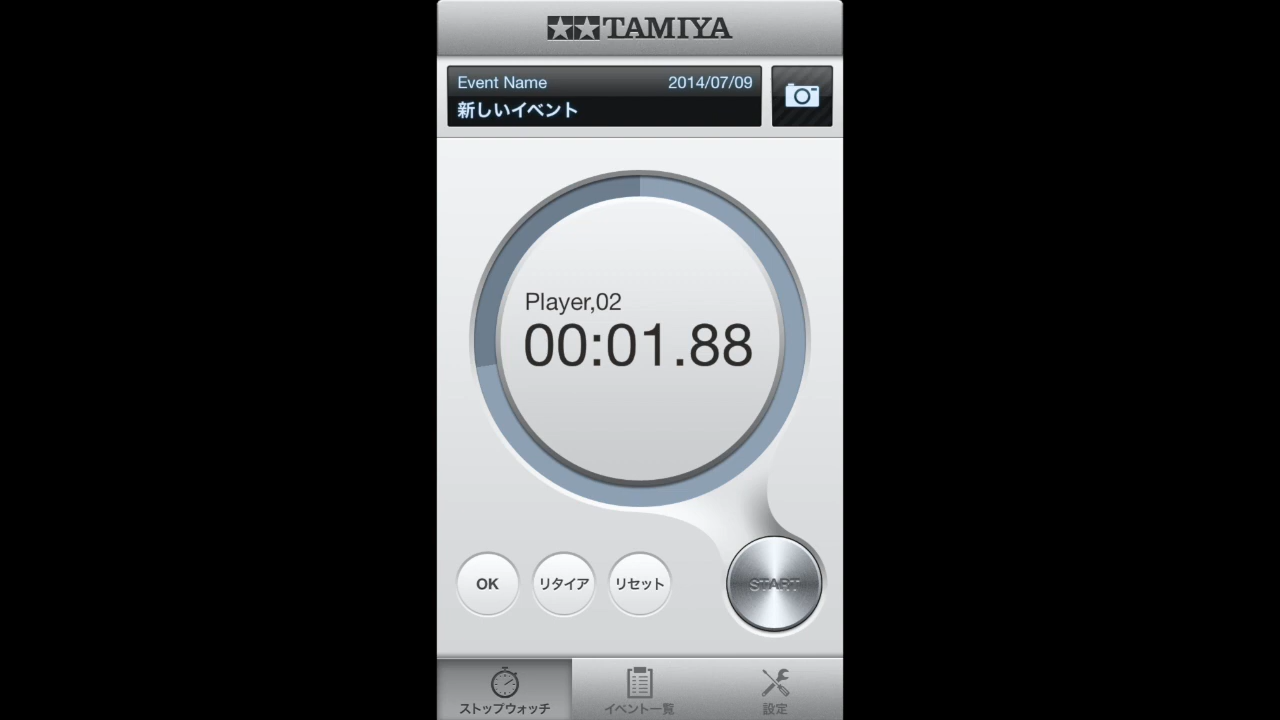 TAMIYA
Event Name 2014/07/09
新しいイベント
Player,02
00:01.88
OK リタイア リセット START
ストップウォッチ イベント一覧 設定